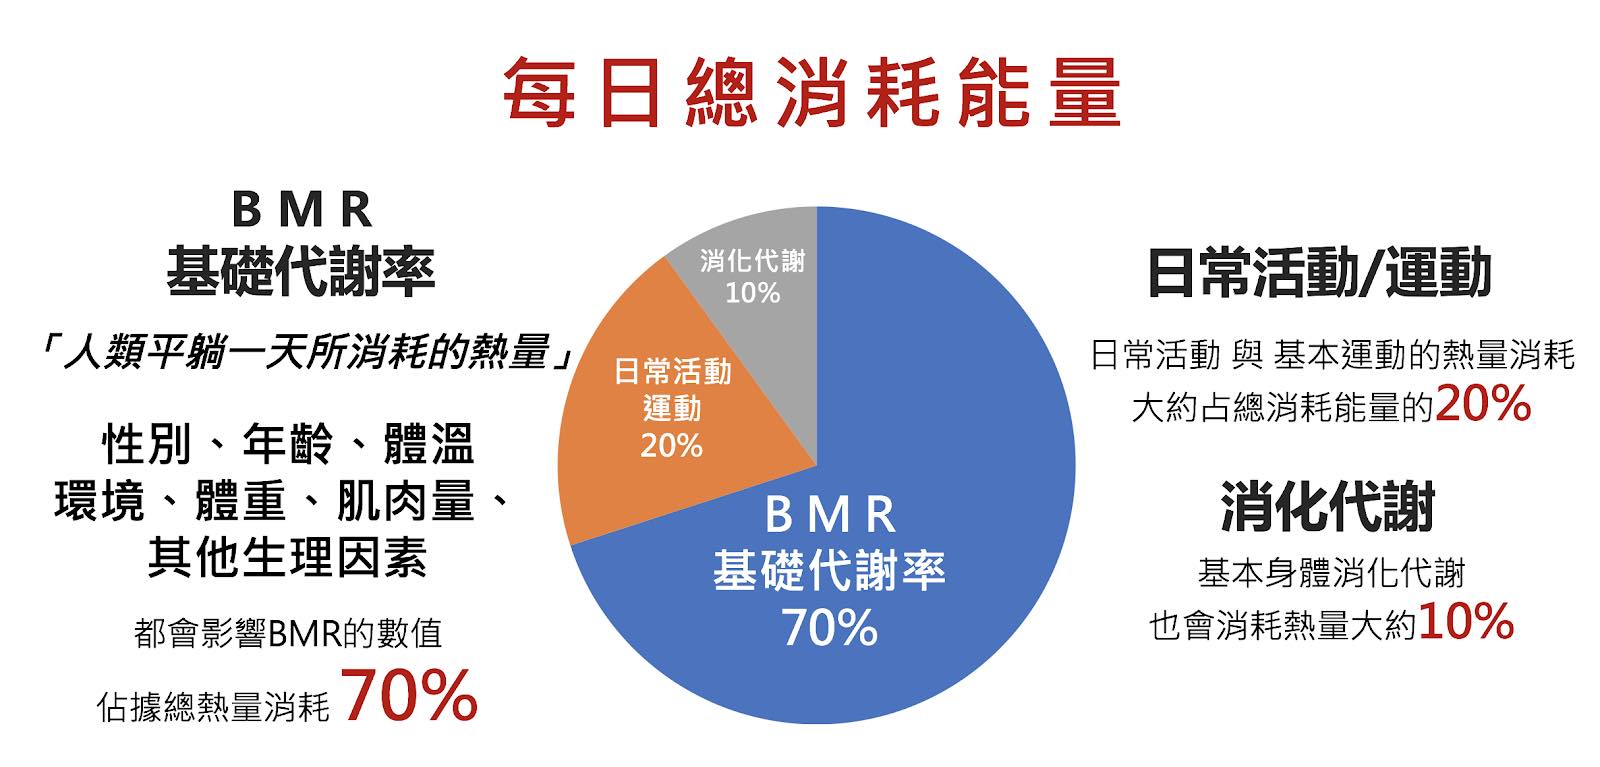 每日總消耗能量
BMR
基礎代謝率
「人類平躺一天所消耗的熱量」
性別、年齡、體溫
環境、體重、肌肉量、
其他生理因素
都會影響BMR的數值
佔據總熱量消耗 70%
消化代謝
10%
日常活動
運動
20%
BMR
基礎代謝率
70%
日常活動/運動
日常活動 與 基本運動的熱量消耗
大約占總消耗能量的20%
消化代謝
基本身體消化代謝
也會消耗熱量大約10%